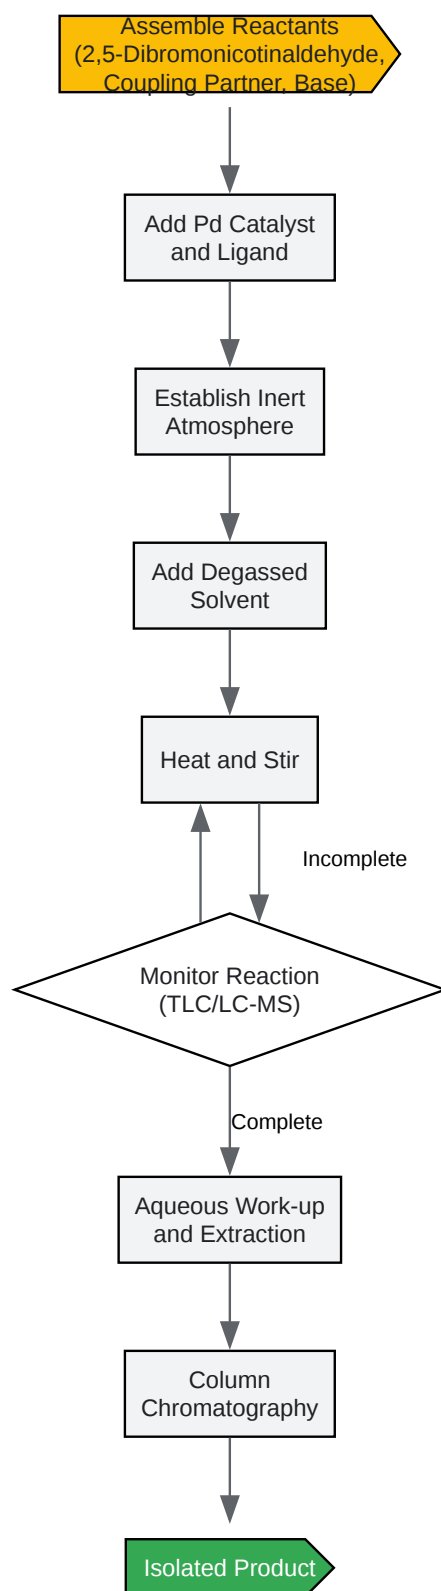 Assemble Reactants
(2,5-Dibromonicotinaldehyde,
Coupling Partner, Base)
Add Pd Catalyst
and Ligand
Establish Inert
Atmosphere
Add Degassed
Solvent
Heat and Stir
Incomplete
Monitor Reaction
(TLC/LC-MS)
Complete
Aqueous Work-up
and Extraction
Column
Chromatography
Isolated Product